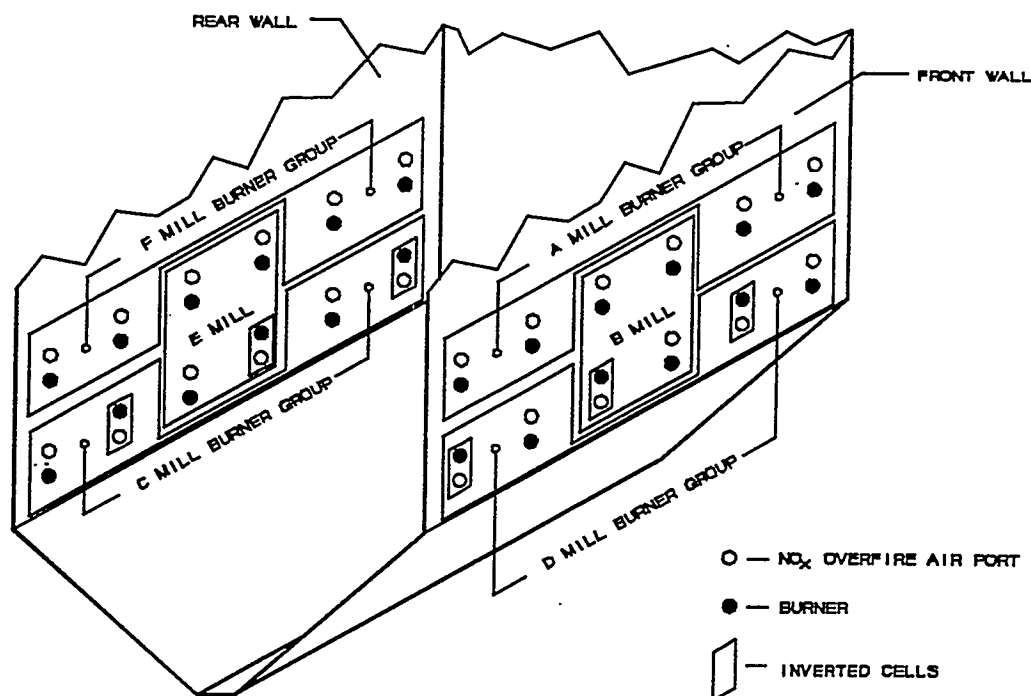 REAR WALL
FRONT WALL
F MILL BURNER GROUP
A MILL BURNER GROUP
E MILL
B MILL
C MILL BURNER GROUP
D MILL BURNER GROUP
○ — NOₓ OVERFIRE AIR PORT
● — BURNER
— INVERTED CELLS